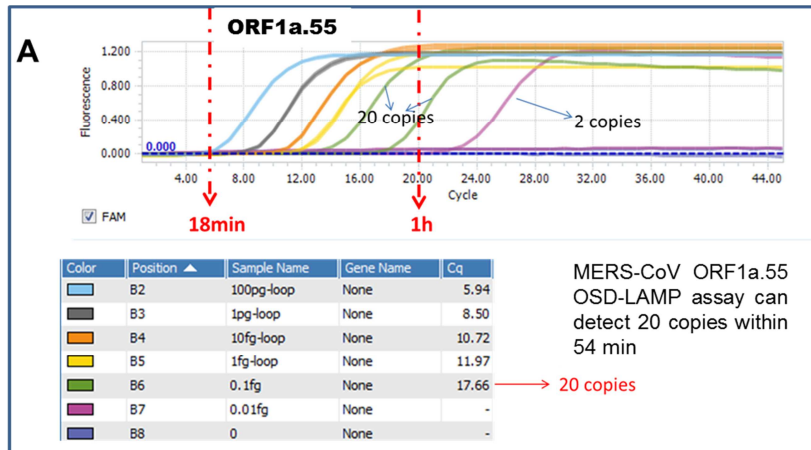 A
ORF1a.55
Fluorescence
1.200
0.800
0.400
0.000
0.000
20 copies
2 copies
4.00 8.00 12.00 16.00 20.00 24.00 28.00 32.00 36.00 40.00 44.00
Cycle
18min
1h
FAM
Color Position Sample Name Gene Name Cq
B2 100pg-loop None 5.94
B3 1pg-loop None 8.50
B4 10fg-loop None 10.72
B5 1fg-loop None 11.97
B6 0.1fg None 17.66
B7 0.01fg None -
B8 0 None -
20 copies
MERS-CoV ORF1a.55
OSD-LAMP assay can
detect 20 copies within
54 min